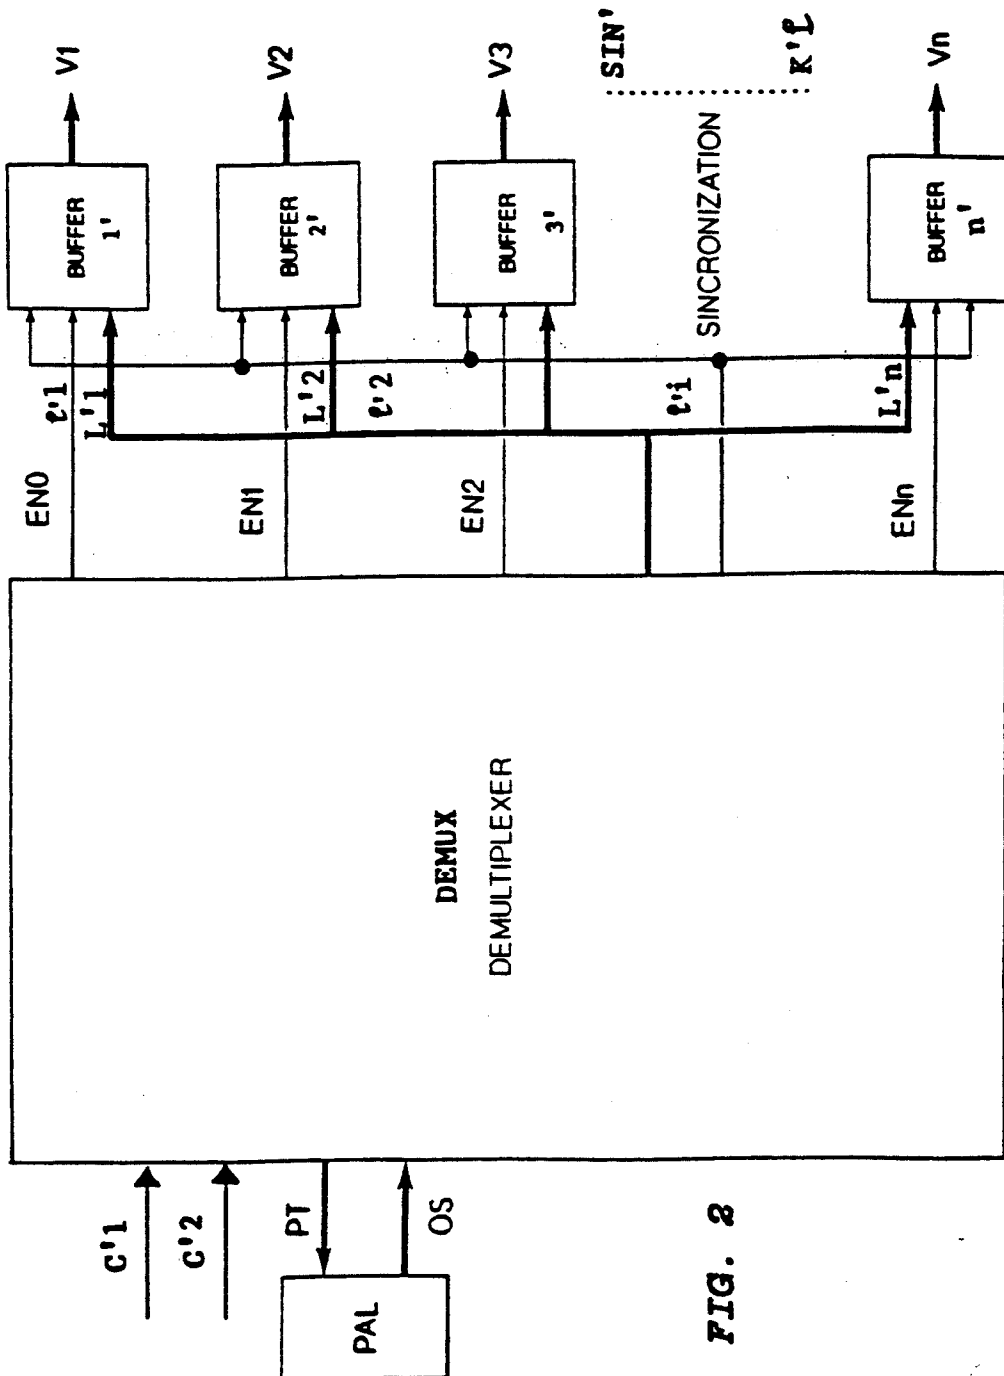 C'1
C'2
PAL
PT
OS
DEMUX
DEMULTIPLEXER
EN0
EN1
EN2
ENn
ℓ'1
L'1
L'2
ℓ'2
ℓ'i
L'n
BUFFER
1'
BUFFER
2'
BUFFER
3'
BUFFER
n'
V1
V2
V3
Vn
SINCRONIZATION
SIN'
K'ℓ
FIG. 2